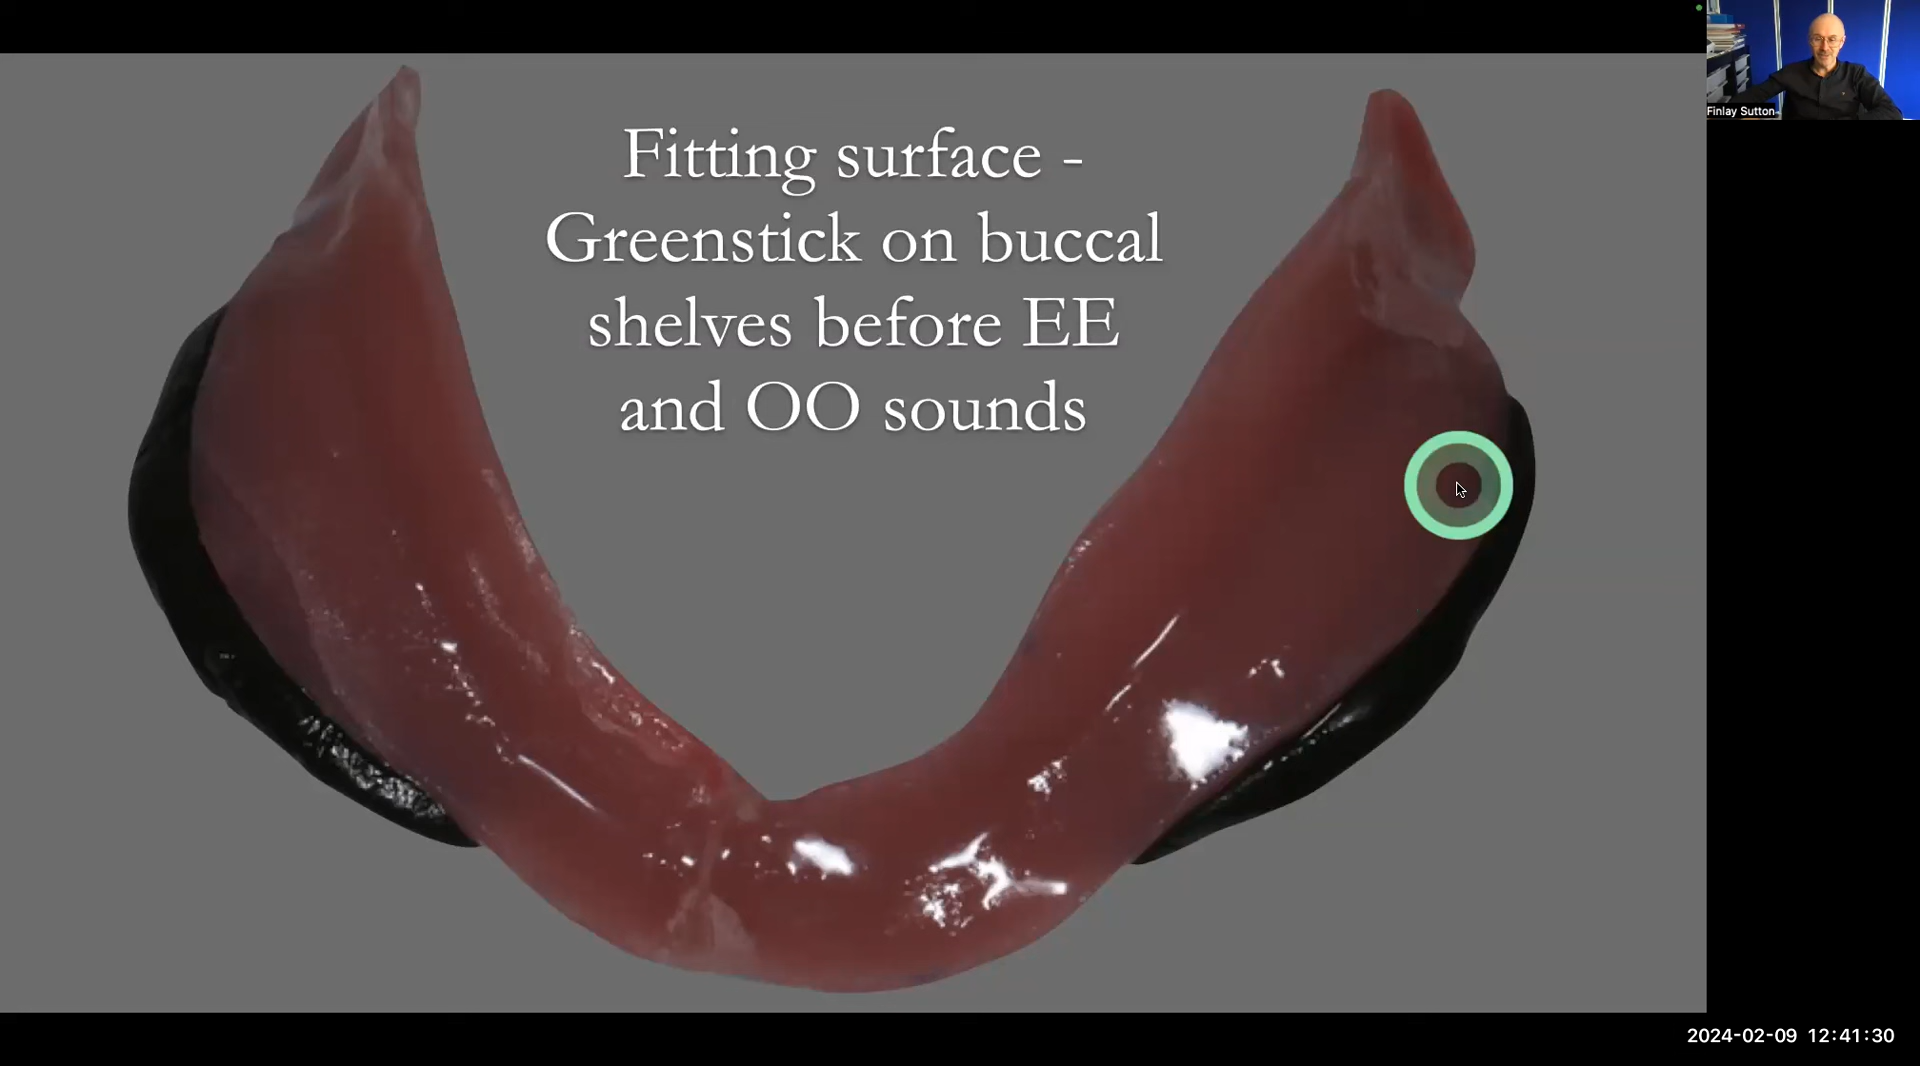 Fitting surface -
Greenstick on buccal
shelves before EE
and OO sounds
Finlay Sutton
2024-02-09 12:41:30